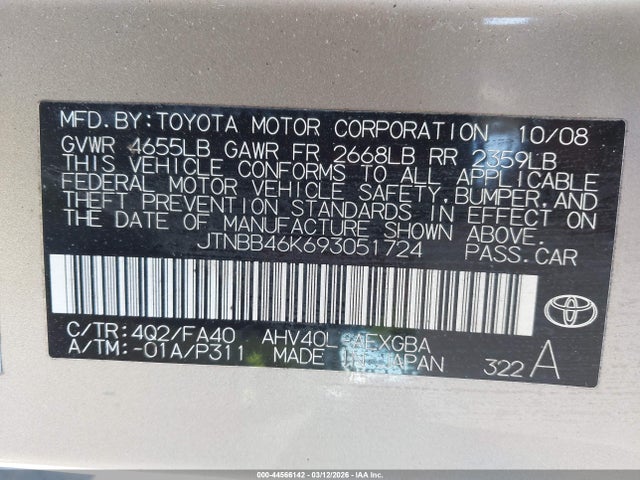 MFD.BY:TOYOTA MOTOR CORPORATION 10/08
GVWR 4655LB GAWR FR 2668LB RR 2359LB
THIS VEHICLE CONFORMS TO ALL APPLICABLE
FEDERAL MOTOR VEHICLE SAFETY,BUMPER,AND
THEFT PREVENTION STANDARDS IN EFFECT ON
THE DATE OF MANUFACTURE SHOWN ABOVE.
JTNBB46K693051724 PASS.CAR
C/TR:4Q2/FA40 AHV40L-AEXGBA
A/TM:-01A/P311 MADE IN JAPAN 322 A
000-44566142 - 03/12/2026 - IAA, Inc.